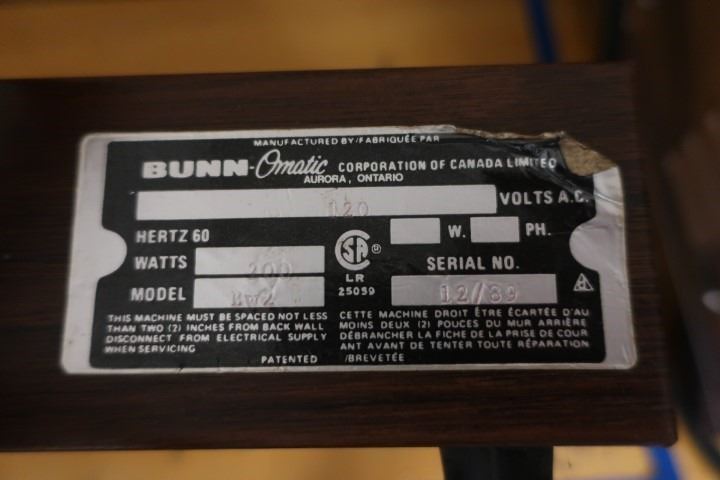 MANUFACTURED BY/FABRIQUÉE PAR
BUNN-Omatic CORPORATION OF CANADA LIMITED
AURORA, ONTARIO
120 VOLTS A.C.
HERTZ 60 W. PH.
WATTS 200 SERIAL NO.
LR
25059
MODEL BW2 12/89
THIS MACHINE MUST BE SPACED NOT LESS
THAN TWO (2) INCHES FROM BACK WALL
DISCONNECT FROM ELECTRICAL SUPPLY
WHEN SERVICING
CETTE MACHINE DROIT ÊTRE ÉCARTÉE D'AU
MOINS DEUX (2) POUCES DU MUR ARRIÈRE
DÉBRANCHER LA FICHE DE LA PRISE DE COUR
ANT AVANT DE TENTER TOUTE RÉPARATION
PATENTED /BREVETÉE